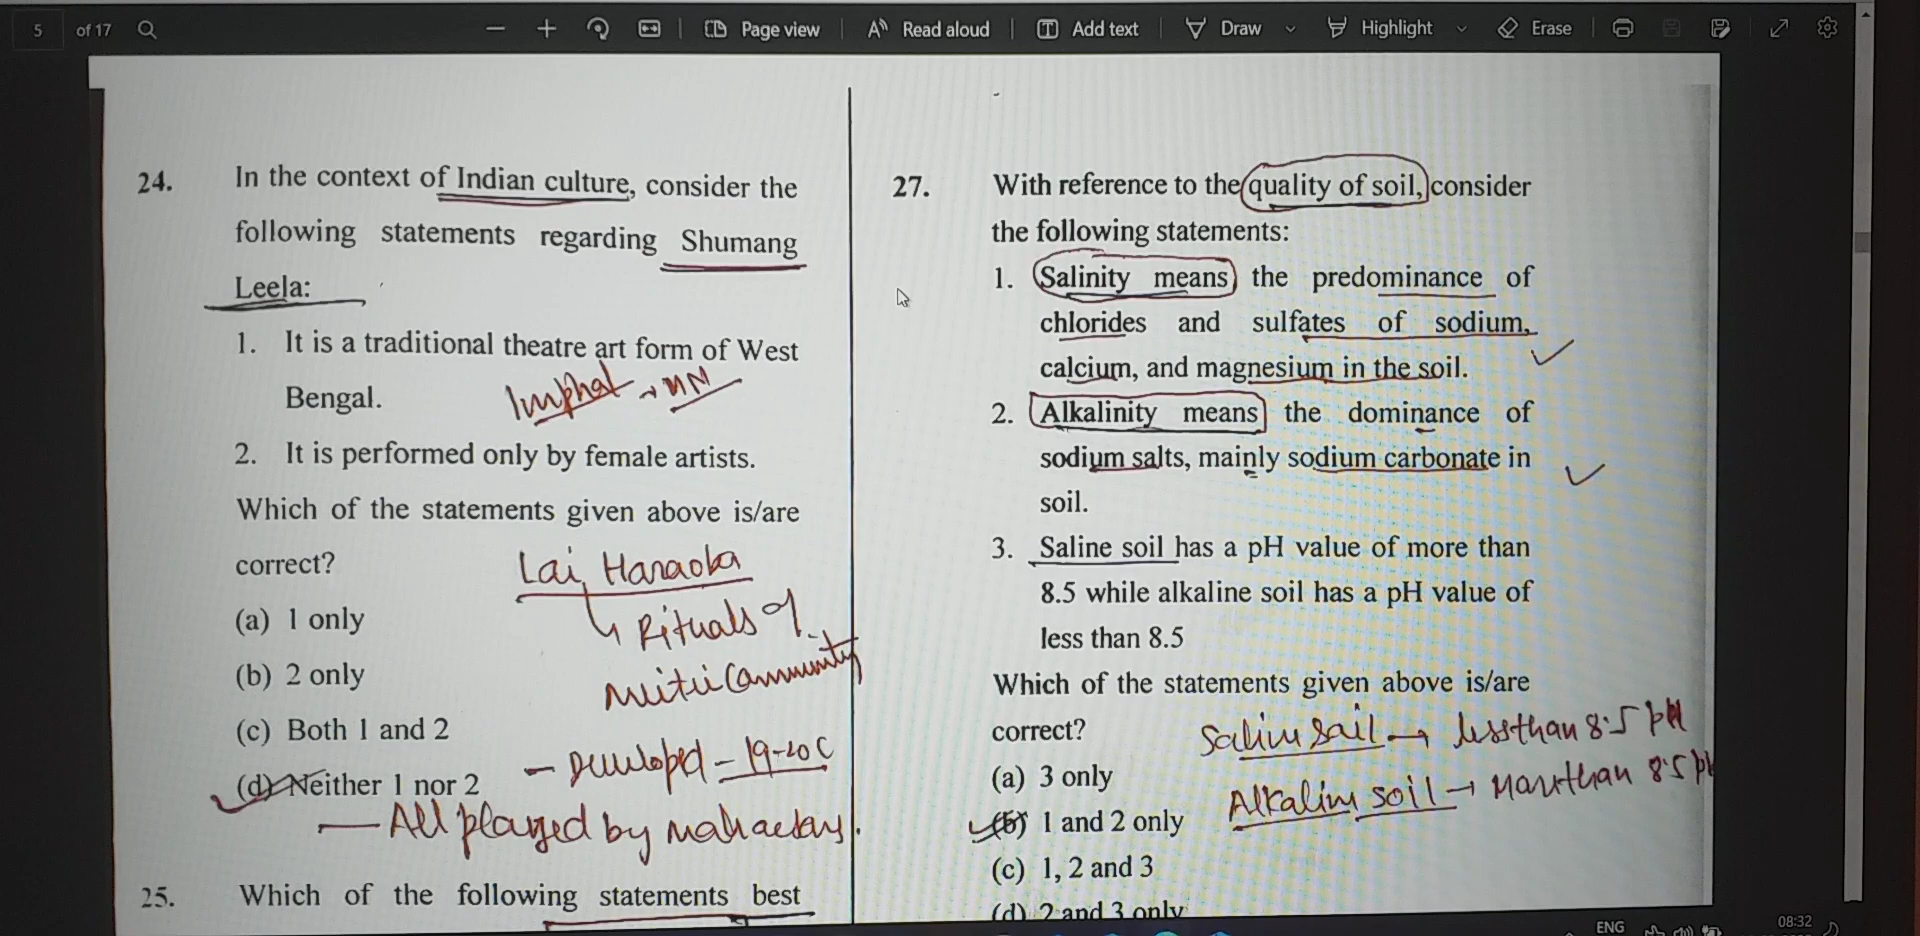 5 of 17
Page view
Read aloud
Add text
Draw
Highlight
Erase
24. In the context of Indian culture, consider the
following statements regarding Shumang
Leela:
1. It is a traditional theatre art form of West
Bengal.
Imphal → MN
2. It is performed only by female artists.
Which of the statements given above is/are
correct?
Lai Haraoba
(a) 1 only
↳ Rituals of
(b) 2 only
Community
(c) Both 1 and 2
(d) Neither 1 nor 2
- Developed - 19-20 C
- All played by male actors.
25. Which of the following statements best
27. With reference to the quality of soil, consider
the following statements:
1. Salinity means the predominance of
chlorides and sulfates of sodium,
calcium, and magnesium in the soil.
2. Alkalinity means the dominance of
sodium salts, mainly sodium carbonate in
soil.
3. Saline soil has a pH value of more than
8.5 while alkaline soil has a pH value of
less than 8.5
Which of the statements given above is/are
correct?
Saline soil → less than 8.5 pH
(a) 3 only
Alkaline soil → More than 8.5 pH
(b) 1 and 2 only
(c) 1, 2 and 3
(d) 2 and 3 only
ENG
08:32